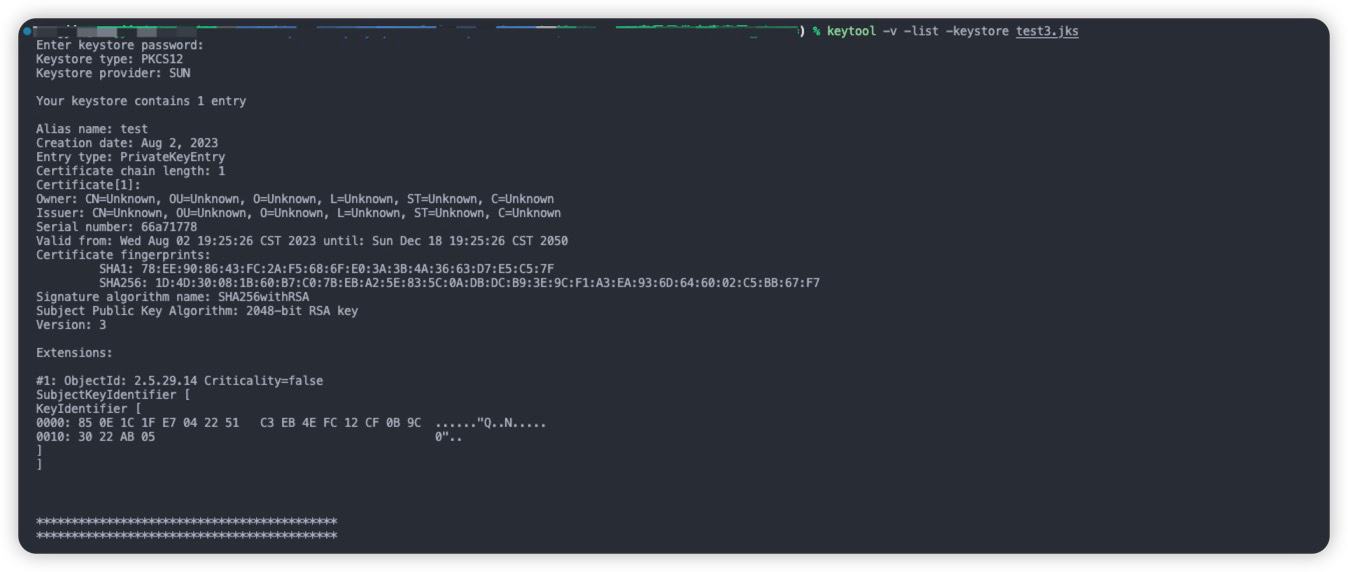 ) % keytool -v -list -keystore test3.jks
Enter keystore password:
Keystore type: PKCS12
Keystore provider: SUN
Your keystore contains 1 entry
Alias name: test
Creation date: Aug 2, 2023
Entry type: PrivateKeyEntry
Certificate chain length: 1
Certificate[1]:
Owner: CN=Unknown, OU=Unknown, O=Unknown, L=Unknown, ST=Unknown, C=Unknown
Issuer: CN=Unknown, OU=Unknown, O=Unknown, L=Unknown, ST=Unknown, C=Unknown
Serial number: 66a71778
Valid from: Wed Aug 02 19:25:26 CST 2023 until: Sun Dec 18 19:25:26 CST 2050
Certificate fingerprints:
SHA1: 78:EE:90:86:43:FC:2A:F5:68:6F:E0:3A:3B:4A:36:63:D7:E5:C5:7F
SHA256: 1D:4D:30:08:1B:60:B7:C0:7B:EB:A2:5E:83:5C:0A:DB:DC:B9:3E:9C:F1:A3:EA:93:6D:64:60:02:C5:BB:67:F7
Signature algorithm name: SHA256withRSA
Subject Public Key Algorithm: 2048-bit RSA key
Version: 3
Extensions:
#1: ObjectId: 2.5.29.14 Criticality=false
SubjectKeyIdentifier [
KeyIdentifier [
0000: 85 0E 1C 1F E7 04 22 51   C3 EB 4E FC 12 CF 0B 9C  ......"Q..N.....
0010: 30 22 AB 05                                        0"..
]
]
*******************************************
*******************************************